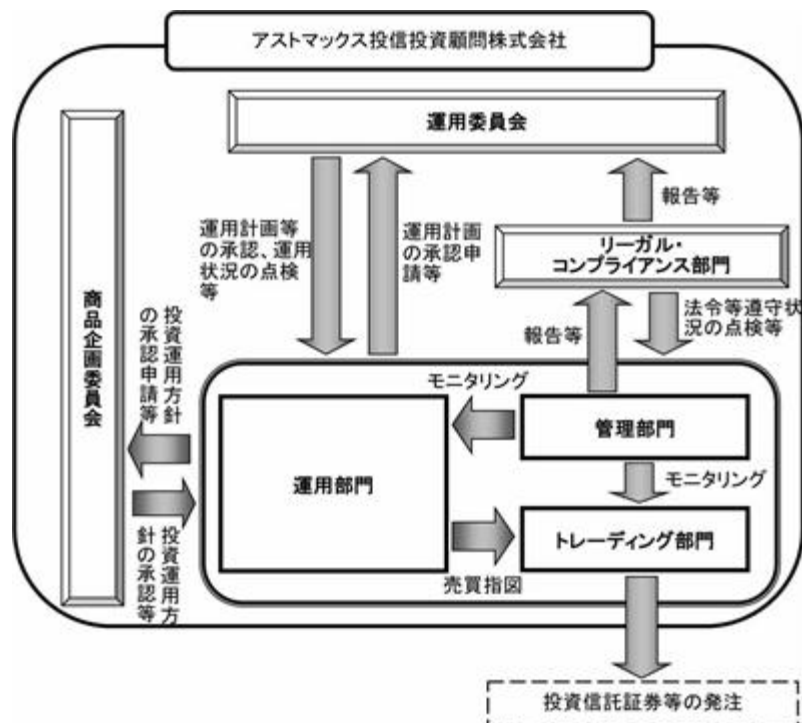 アストマックス投信投資顧問株式会社
運用委員会
運用計画等
の承認、運用
状況の点検
等
運用計画
の承認申
請等
報告等
リーガル・
コンプライアンス部門
報告等
法令等遵守状
況の点検等
商品企画委員会
投資運用方針
の承認申請等
投資運用方
針の承認等
モニタリング
運用部門
管理部門
モニタリング
売買指図
トレーディング部門
投資信託証券等の発注